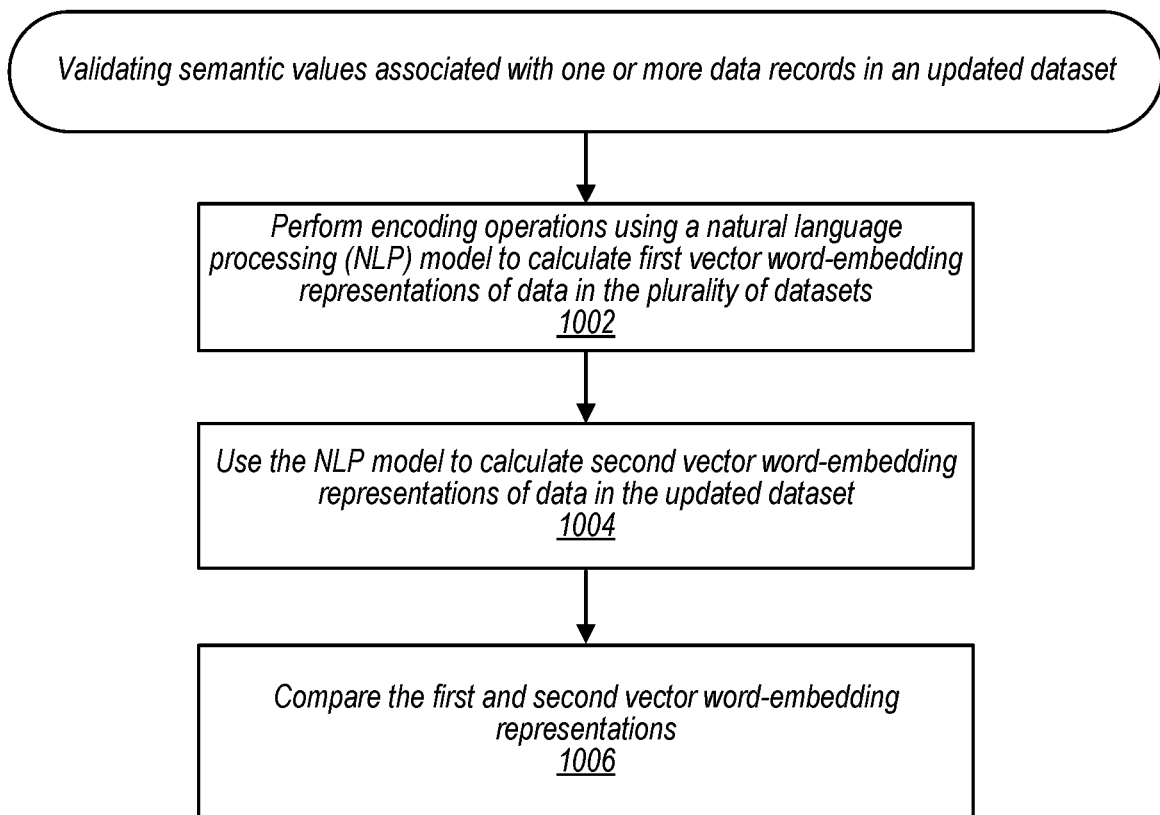 Validating semantic values associated with one or more data records in an updated dataset
Perform encoding operations using a natural language
processing (NLP) model to calculate first vector word-embedding
representations of data in the plurality of datasets
1002
Use the NLP model to calculate second vector word-embedding
representations of data in the updated dataset
1004
Compare the first and second vector word-embedding
representations
1006